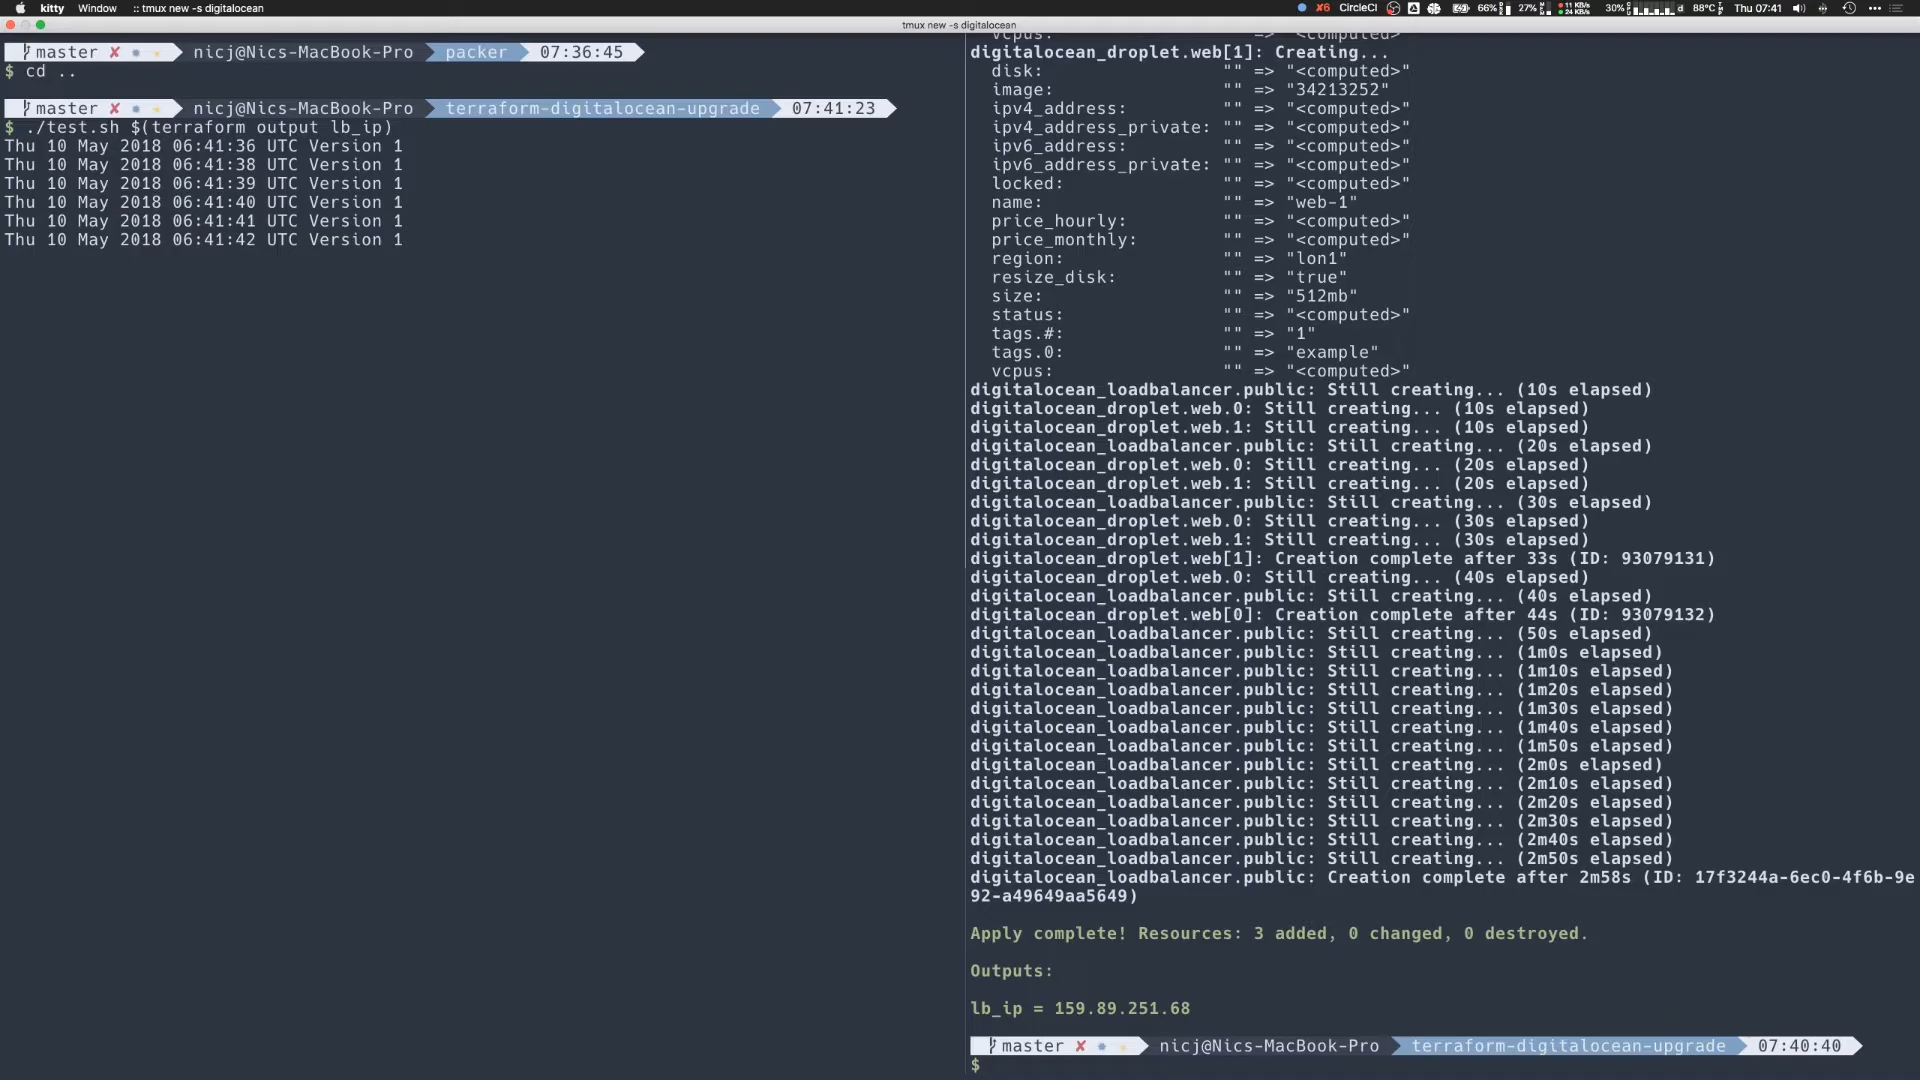 kitty Window :: tmux new -s digitalocean
X6 CircleCI 66% 27% 11 KB/s 24 KB/s 30% 88°C Thu 07:41
tmux new -s digitalocean
master ✘ nicj@Nics-MacBook-Pro packer 07:36:45
$ cd ..
master ✘ nicj@Nics-MacBook-Pro terraform-digitalocean-upgrade 07:41:23
$ ./test.sh $(terraform output lb_ip)
Thu 10 May 2018 06:41:36 UTC Version 1
Thu 10 May 2018 06:41:38 UTC Version 1
Thu 10 May 2018 06:41:39 UTC Version 1
Thu 10 May 2018 06:41:40 UTC Version 1
Thu 10 May 2018 06:41:41 UTC Version 1
Thu 10 May 2018 06:41:42 UTC Version 1
vcpus: "" => "<computed>"
digitalocean_droplet.web[1]: Creating...
disk: "" => "<computed>"
image: "" => "34213252"
ipv4_address: "" => "<computed>"
ipv4_address_private: "" => "<computed>"
ipv6_address: "" => "<computed>"
ipv6_address_private: "" => "<computed>"
locked: "" => "<computed>"
name: "" => "web-1"
price_hourly: "" => "<computed>"
price_monthly: "" => "<computed>"
region: "" => "lon1"
resize_disk: "" => "true"
size: "" => "512mb"
status: "" => "<computed>"
tags.#: "" => "1"
tags.0: "" => "example"
vcpus: "" => "<computed>"
digitalocean_loadbalancer.public: Still creating... (10s elapsed)
digitalocean_droplet.web.0: Still creating... (10s elapsed)
digitalocean_droplet.web.1: Still creating... (10s elapsed)
digitalocean_loadbalancer.public: Still creating... (20s elapsed)
digitalocean_droplet.web.0: Still creating... (20s elapsed)
digitalocean_droplet.web.1: Still creating... (20s elapsed)
digitalocean_loadbalancer.public: Still creating... (30s elapsed)
digitalocean_droplet.web.0: Still creating... (30s elapsed)
digitalocean_droplet.web.1: Still creating... (30s elapsed)
digitalocean_droplet.web[1]: Creation complete after 33s (ID: 93079131)
digitalocean_droplet.web.0: Still creating... (40s elapsed)
digitalocean_loadbalancer.public: Still creating... (40s elapsed)
digitalocean_droplet.web[0]: Creation complete after 44s (ID: 93079132)
digitalocean_loadbalancer.public: Still creating... (50s elapsed)
digitalocean_loadbalancer.public: Still creating... (1m0s elapsed)
digitalocean_loadbalancer.public: Still creating... (1m10s elapsed)
digitalocean_loadbalancer.public: Still creating... (1m20s elapsed)
digitalocean_loadbalancer.public: Still creating... (1m30s elapsed)
digitalocean_loadbalancer.public: Still creating... (1m40s elapsed)
digitalocean_loadbalancer.public: Still creating... (1m50s elapsed)
digitalocean_loadbalancer.public: Still creating... (2m0s elapsed)
digitalocean_loadbalancer.public: Still creating... (2m10s elapsed)
digitalocean_loadbalancer.public: Still creating... (2m20s elapsed)
digitalocean_loadbalancer.public: Still creating... (2m30s elapsed)
digitalocean_loadbalancer.public: Still creating... (2m40s elapsed)
digitalocean_loadbalancer.public: Still creating... (2m50s elapsed)
digitalocean_loadbalancer.public: Creation complete after 2m58s (ID: 17f3244a-6ec0-4f6b-9e
92-a49649aa5649)
Apply complete! Resources: 3 added, 0 changed, 0 destroyed.
Outputs:
lb_ip = 159.89.251.68
master ✘ nicj@Nics-MacBook-Pro terraform-digitalocean-upgrade 07:40:40
$